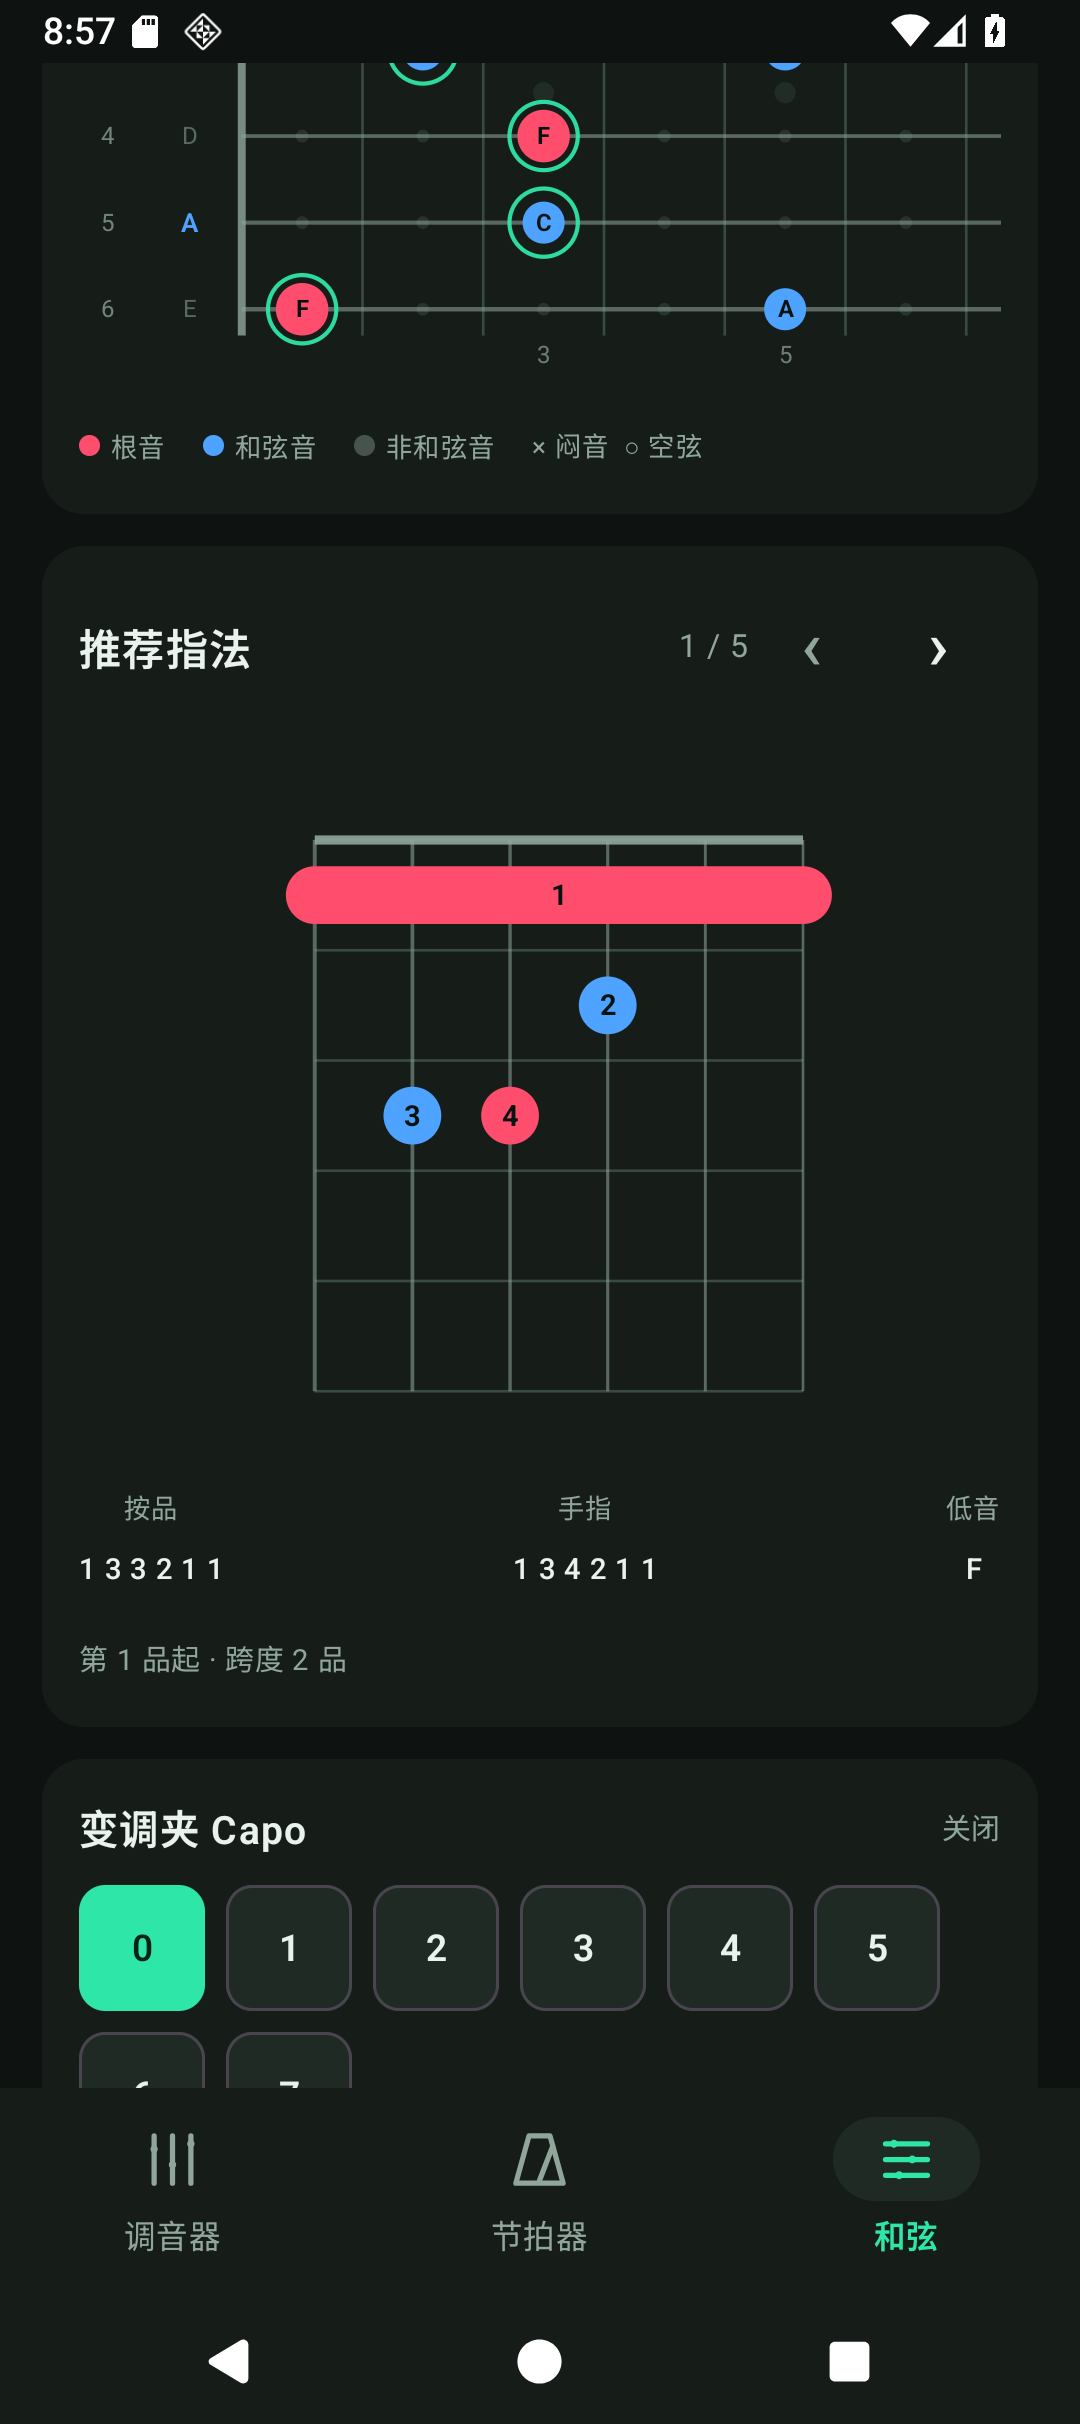 8:57
4 D F
5 A C
6 E F A
3 5
根音 和弦音 非和弦音 × 闷音 ○ 空弦
推荐指法 1 / 5 ‹ ›
1
2
3 4
按品 手指 低音
1 3 3 2 1 1 1 3 4 2 1 1 F
第 1 品起 · 跨度 2 品
变调夹 Capo 关闭
0 1 2 3 4 5
调音器 节拍器 和弦